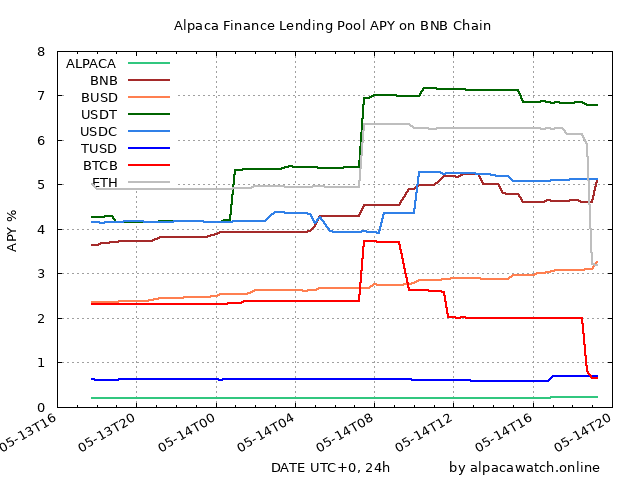 Alpaca Finance Lending Pool APY on BNB Chain
APY %
8
7
6
5
4
3
2
1
0
ALPACA
BNB
BUSD
USDT
USDC
TUSD
BTCB
ETH
05-13T16
05-13T20
05-14T00
05-14T04
05-14T08
05-14T12
05-14T16
05-14T20
DATE UTC+0, 24h
by alpacawatch.online